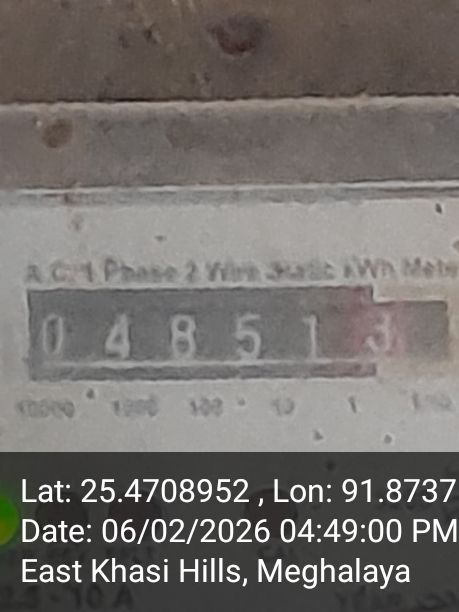 A.C. 1 Phase 2 Wire Static kWh Mete
0 4 8 5 1 3
10000 1000 100 10 1 1/10
Lat: 25.4708952 , Lon: 91.8737
Date: 06/02/2026 04:49:00 PM
East Khasi Hills, Meghalaya